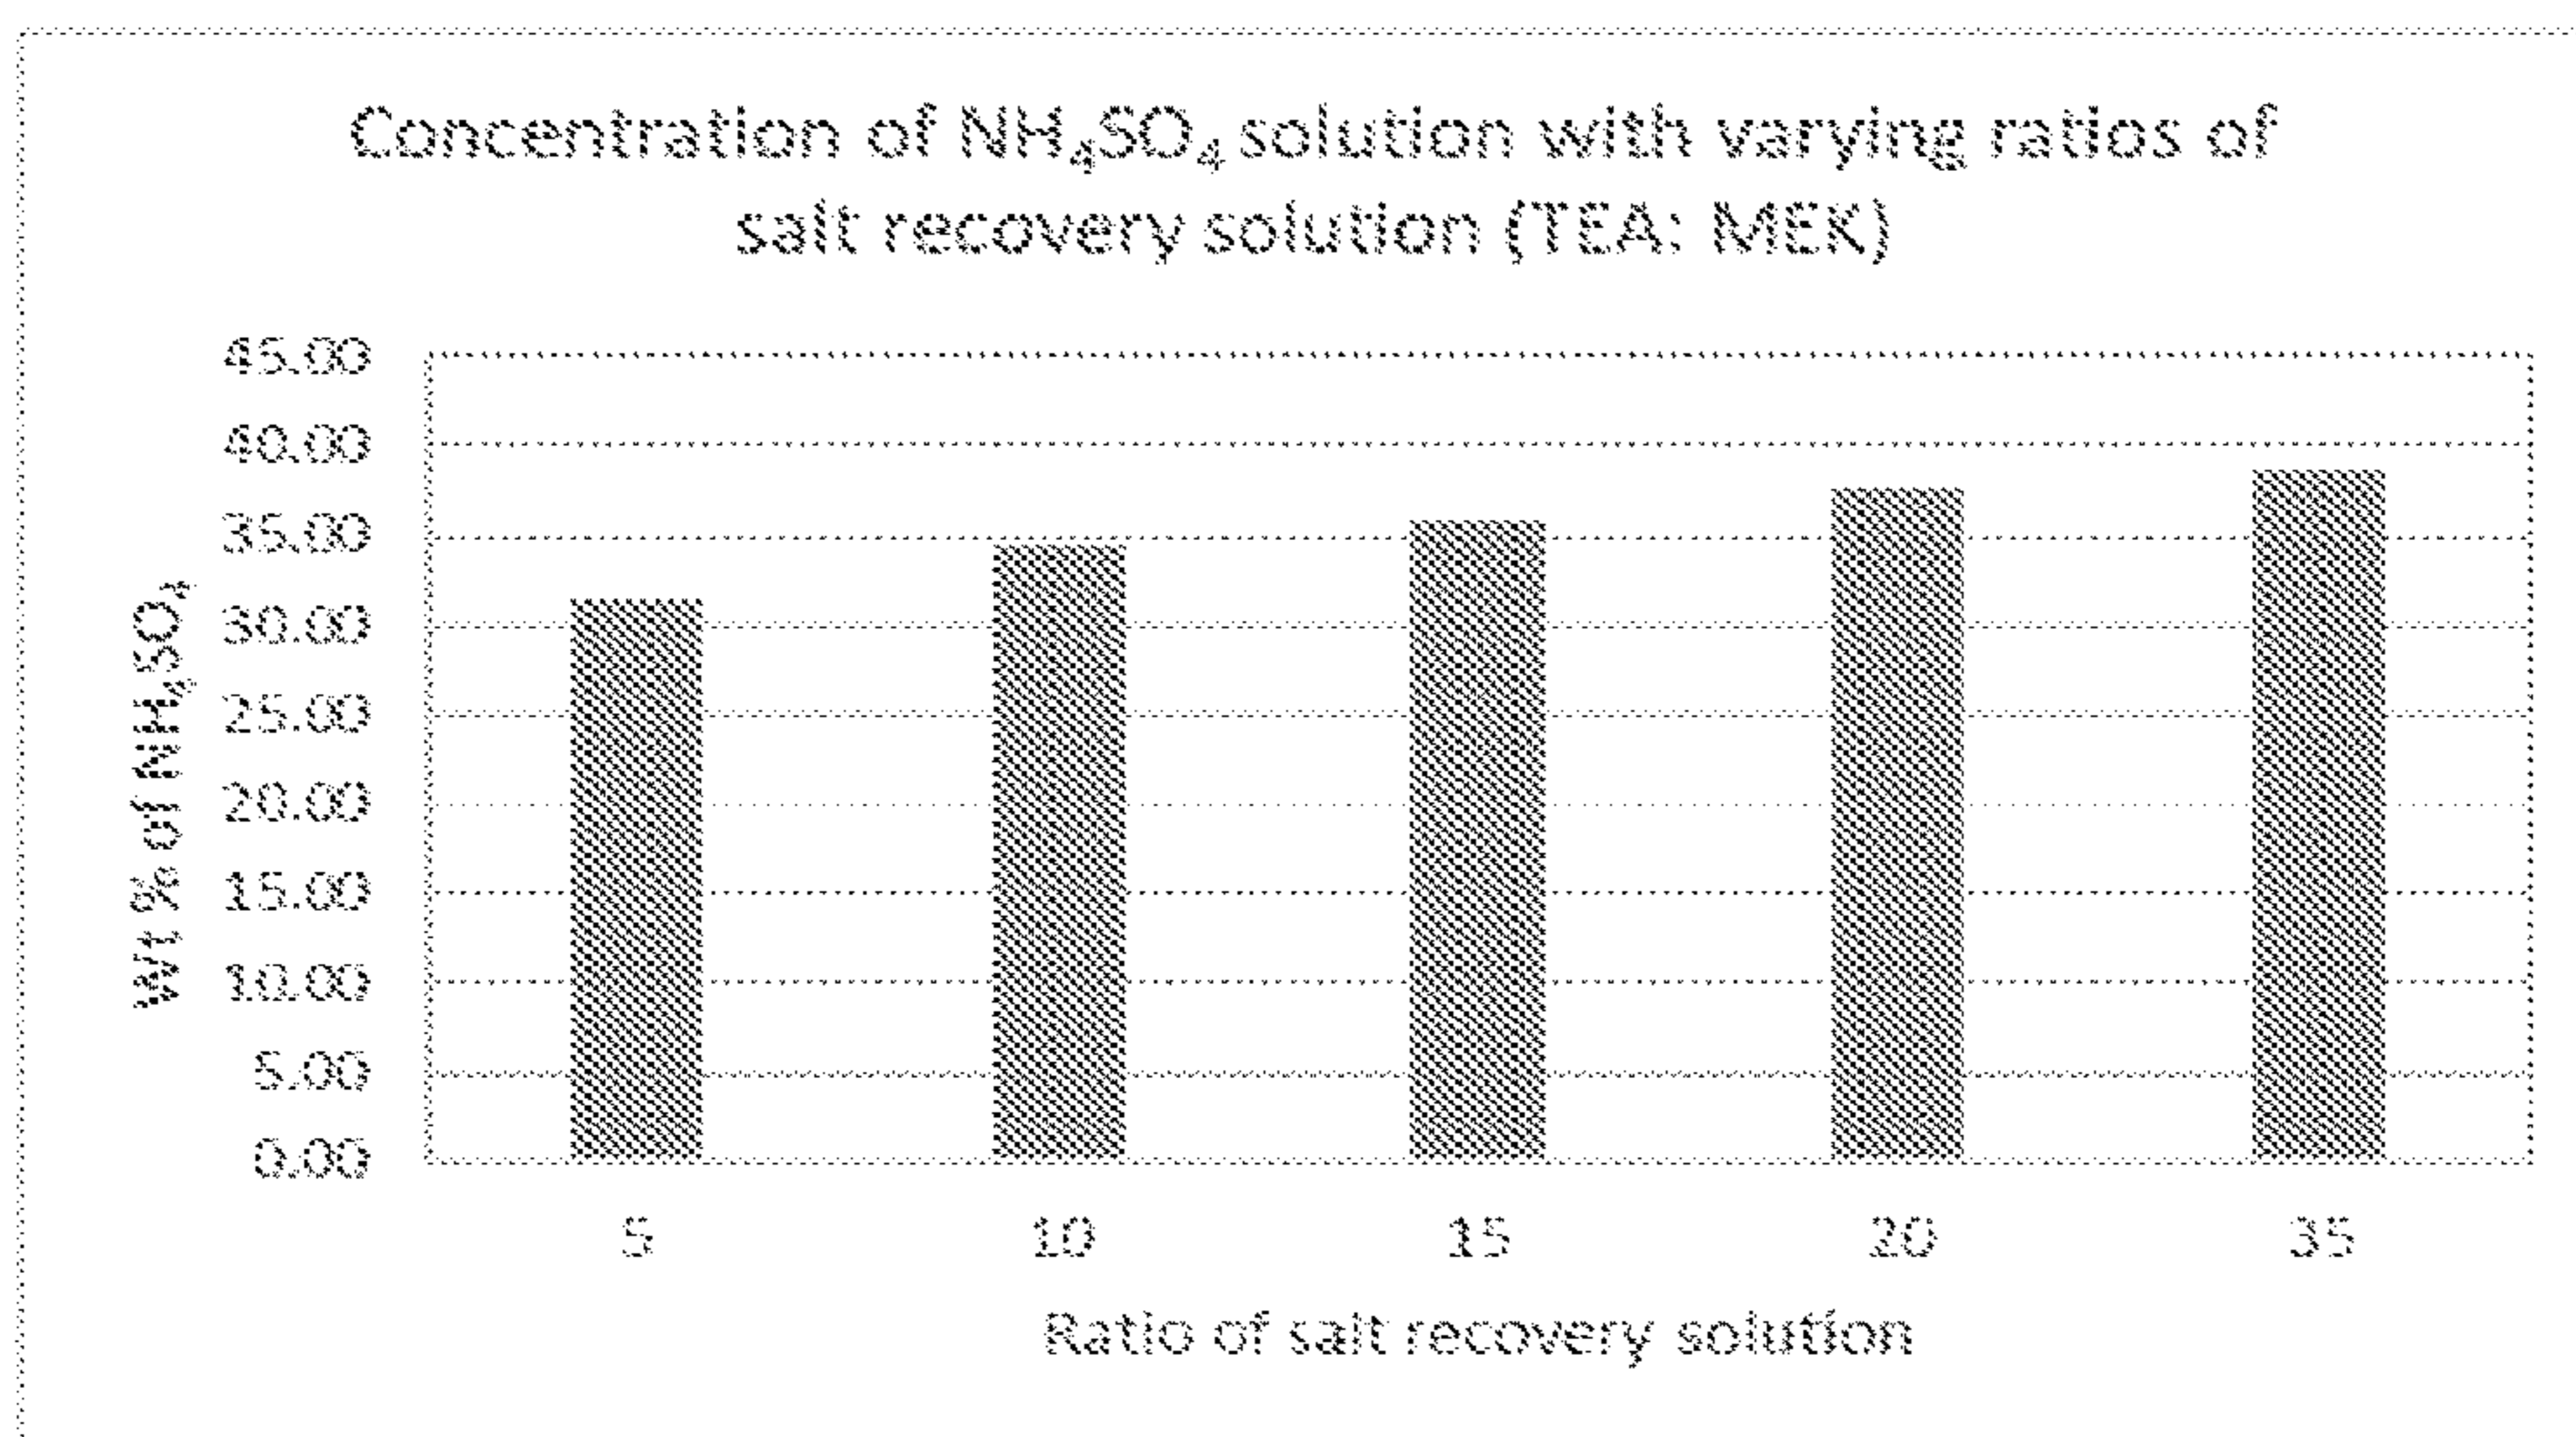 Concentration of NH₄SO₄ solution with varying ratios of
salt recovery solution (TEA: MEK)
45.00
40.00
35.00
30.00
25.00
20.00
15.00
10.00
5.00
0.00
Wt % of NH₄SO₄
5 10 15 20 35
Ratio of salt recovery solution